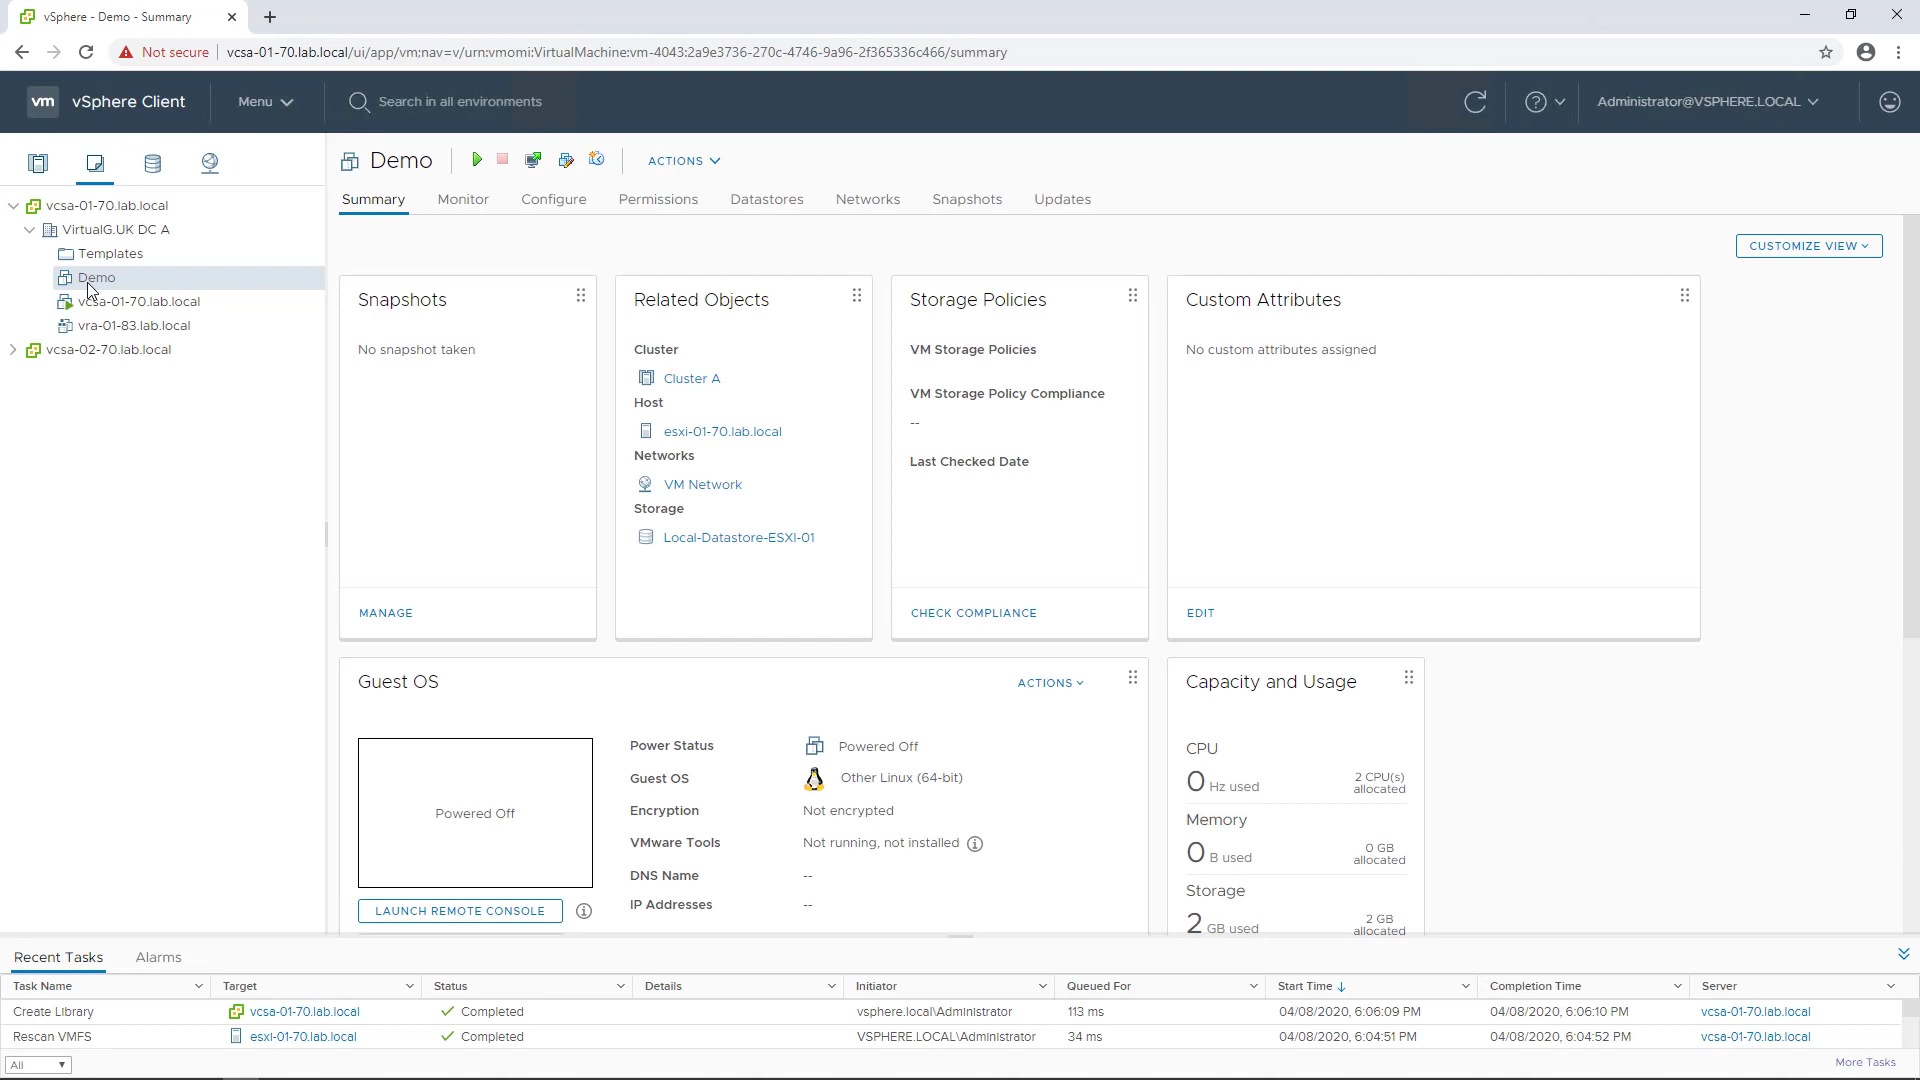 vSphere - Demo - Summary
Not secure
vcsa-01-70.lab.local/ui/app/vm;nav=v/urn:vmomi:VirtualMachine:vm-4043:2a9e3736-270c-4746-9a96-2f365336c466/summary
vm vSphere Client
Menu
Search in all environments
Administrator@VSPHERE.LOCAL
vcsa-01-70.lab.local
VirtualG.UK DC A
Templates
Demo
vcsa-01-70.lab.local
vra-01-83.lab.local
vcsa-02-70.lab.local
Demo
ACTIONS
Summary Monitor Configure Permissions Datastores Networks Snapshots Updates
CUSTOMIZE VIEW
Snapshots
No snapshot taken
MANAGE
Related Objects
Cluster
Cluster A
Host
esxi-01-70.lab.local
Networks
VM Network
Storage
Local-Datastore-ESXI-01
Storage Policies
VM Storage Policies
VM Storage Policy Compliance
--
Last Checked Date
CHECK COMPLIANCE
Custom Attributes
No custom attributes assigned
EDIT
Guest OS
ACTIONS
Powered Off
LAUNCH REMOTE CONSOLE
Power Status Powered Off
Guest OS Other Linux (64-bit)
Encryption Not encrypted
VMware Tools Not running, not installed
DNS Name --
IP Addresses --
Capacity and Usage
CPU
0 Hz used 2 CPU(s) allocated
Memory
0 B used 0 GB allocated
Storage
2 GB used 2 GB allocated
Recent Tasks Alarms
Task Name Target Status Details Initiator Queued For Start Time Completion Time Server
Create Library vcsa-01-70.lab.local Completed vsphere.local\Administrator 113 ms 04/08/2020, 6:06:09 PM 04/08/2020, 6:06:10 PM vcsa-01-70.lab.local
Rescan VMFS esxi-01-70.lab.local Completed VSPHERE.LOCAL\Administrator 34 ms 04/08/2020, 6:04:51 PM 04/08/2020, 6:04:52 PM vcsa-01-70.lab.local
All
More Tasks